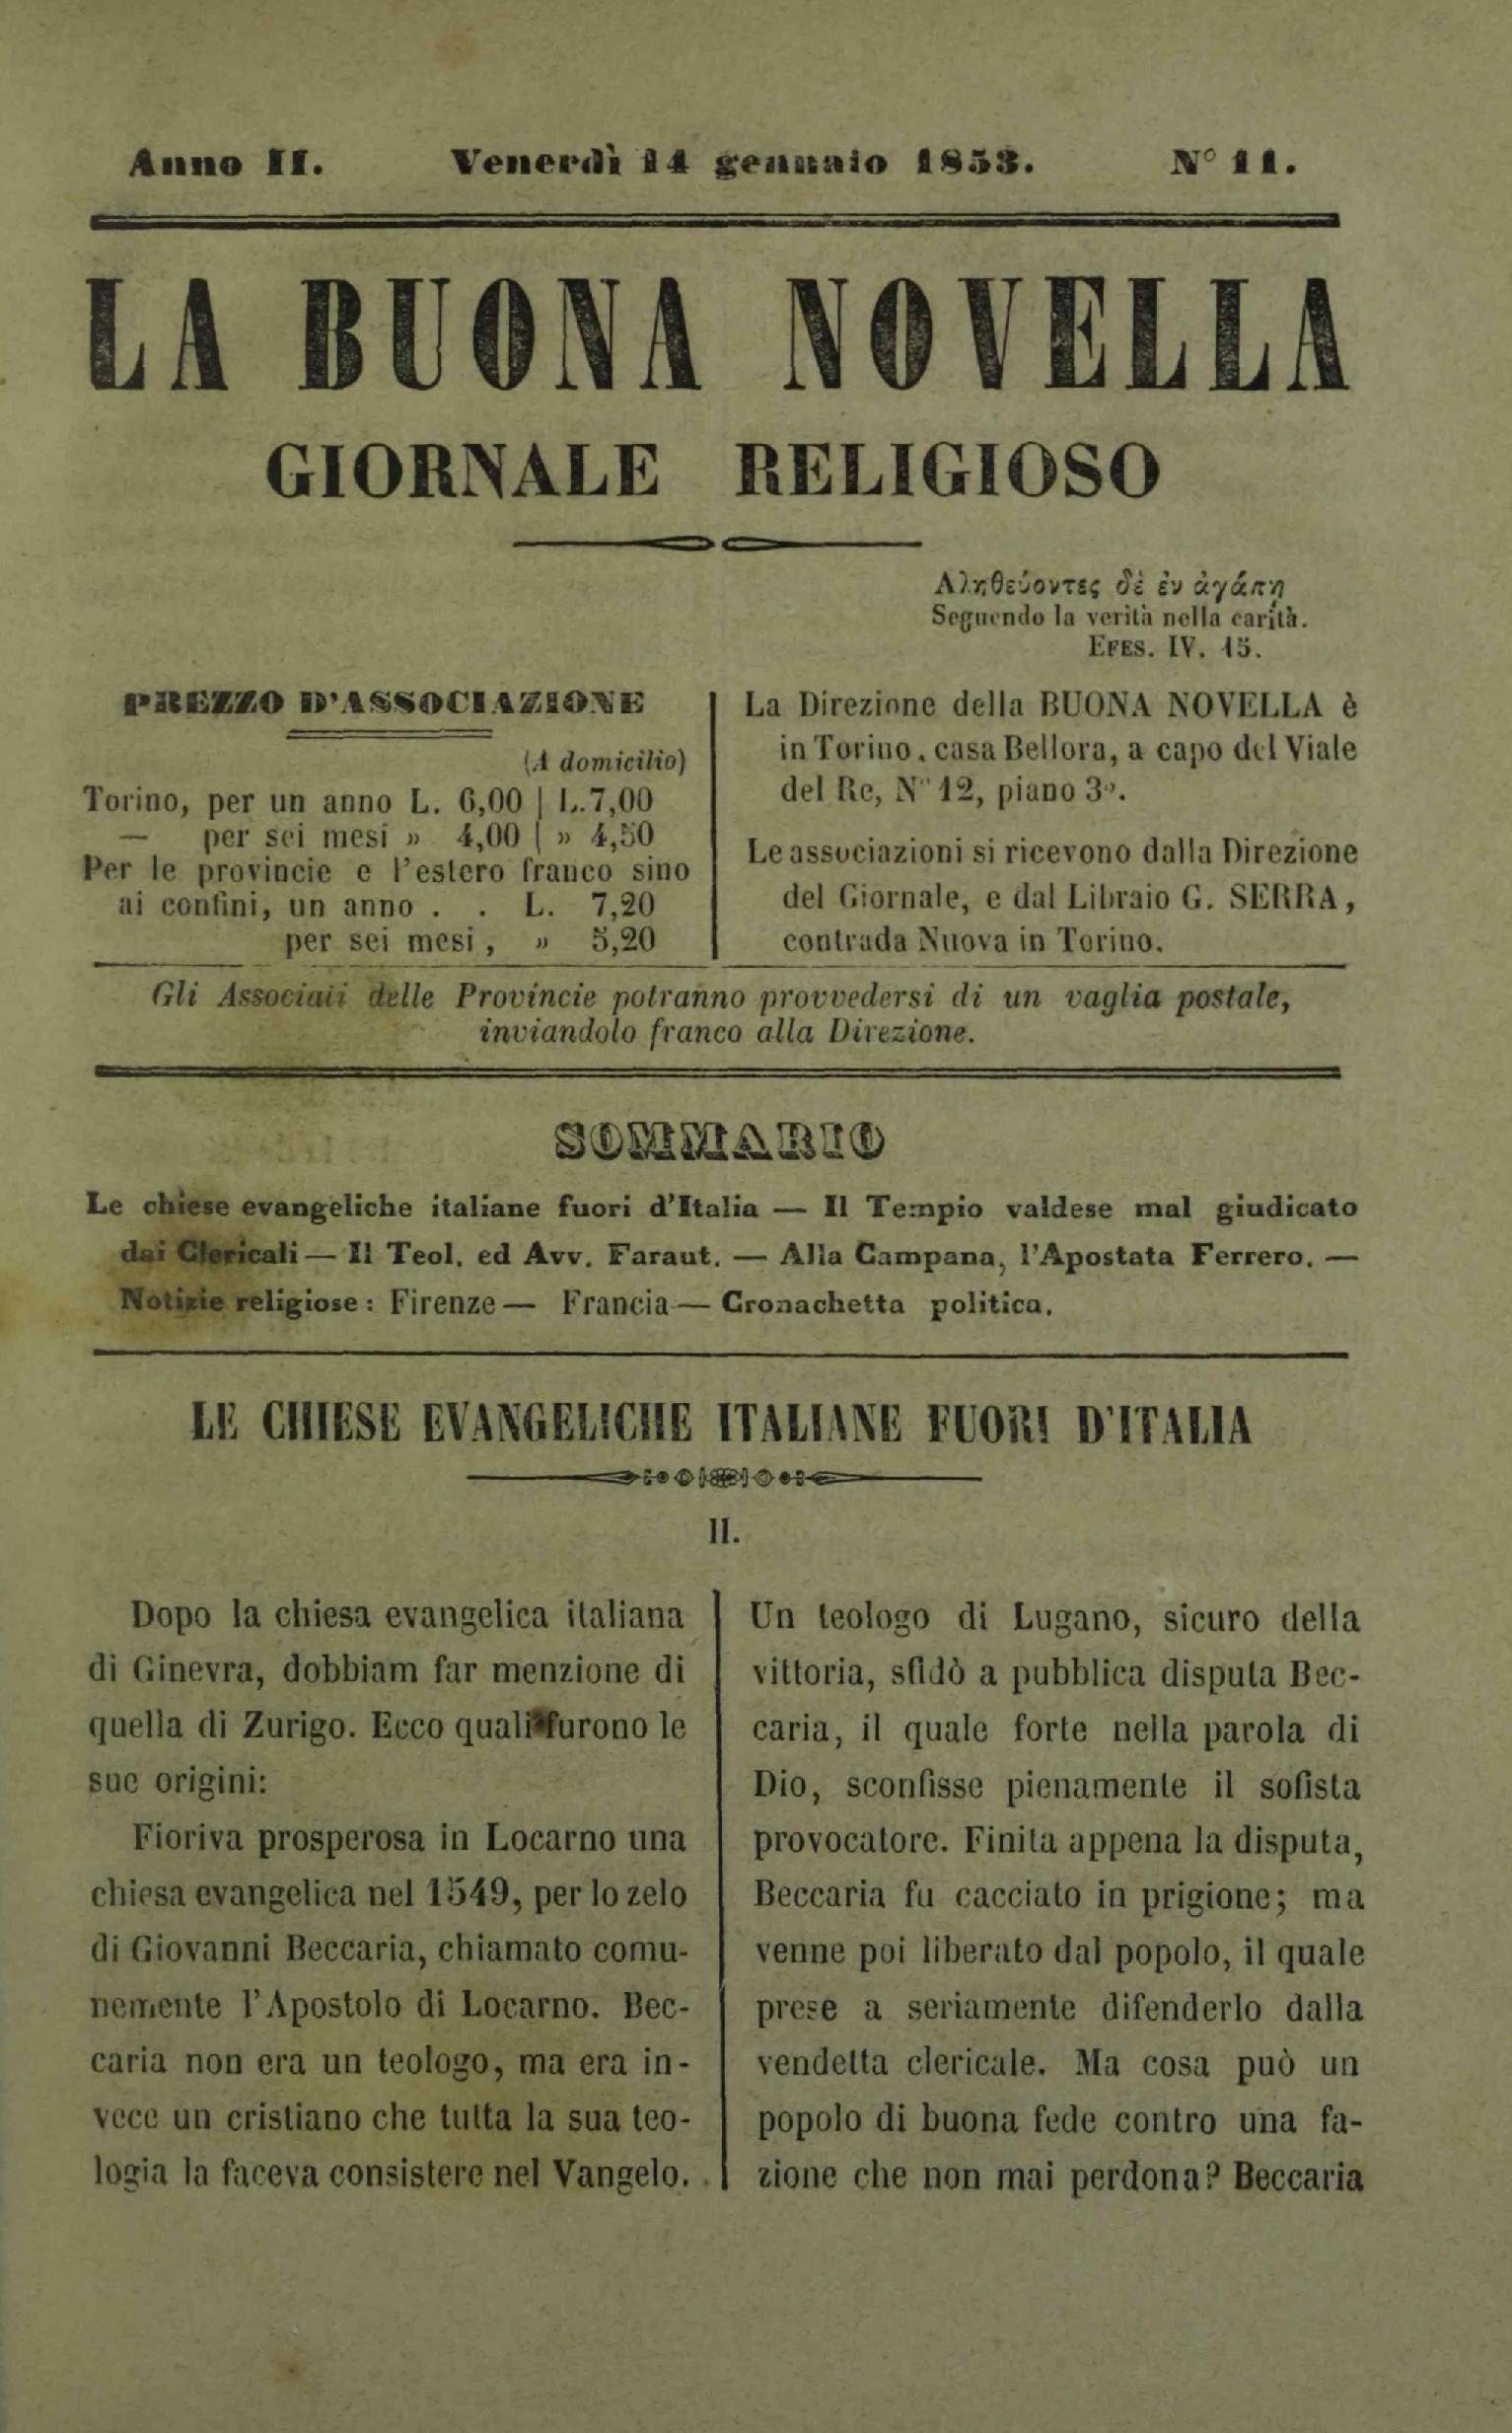 Anno II. Venerdì 14 gennaio 1853. N° 11.
LA BUONA NOVELLA
GIORNALE RELIGIOSO
Αληθεύοντες δὲ ἐν ἀγάπῃ
Seguendo la verità nella carità.
EFES. IV. 15.
PREZZO D'ASSOCIAZIONE
(A domicilio)
Torino, per un anno L. 6,00 | L. 7,00
— per sei mesi » 4,00 | » 4,50
Per le provincie e l'estero franco sino
ai confini, un anno . . L. 7,20
per sei mesi, » 5,20
La Direzione della BUONA NOVELLA è
in Torino, casa Bellora, a capo del Viale
del Re, N° 12, piano 3°.
Le associazioni si ricevono dalla Direzione
del Giornale, e dal Libraio G. SERRA,
contrada Nuova in Torino.
Gli Associati delle Provincie potranno provvedersi di un vaglia postale,
inviandolo franco alla Direzione.
SOMMARIO
Le chiese evangeliche italiane fuori d'Italia — Il Tempio valdese mal giudicato
dai Clericali — Il Teol. ed Avv. Faraut. — Alla Campana, l'Apostata Ferrero. —
Notizie religiose: Firenze — Francia — Cronachetta politica.
LE CHIESE EVANGELICHE ITALIANE FUORI D'ITALIA
II.
Dopo la chiesa evangelica italiana
di Ginevra, dobbiam far menzione di
quella di Zurigo. Ecco quali furono le
sue origini:
Fioriva prosperosa in Locarno una
chiesa evangelica nel 1549, per lo zelo
di Giovanni Beccaria, chiamato comu-
nemente l'Apostolo di Locarno. Bec-
caria non era un teologo, ma era in-
vece un cristiano che tutta la sua teo-
logia la faceva consistere nel Vangelo.
Un teologo di Lugano, sicuro della
vittoria, sfidò a pubblica disputa Bec-
caria, il quale forte nella parola di
Dio, sconfisse pienamente il sofista
provocatore. Finita appena la disputa,
Beccaria fu cacciato in prigione; ma
venne poi liberato dal popolo, il quale
prese a seriamente difenderlo dalla
vendetta clericale. Ma cosa può un
popolo di buona fede contro una fa-
zione che non mai perdona? Beccaria